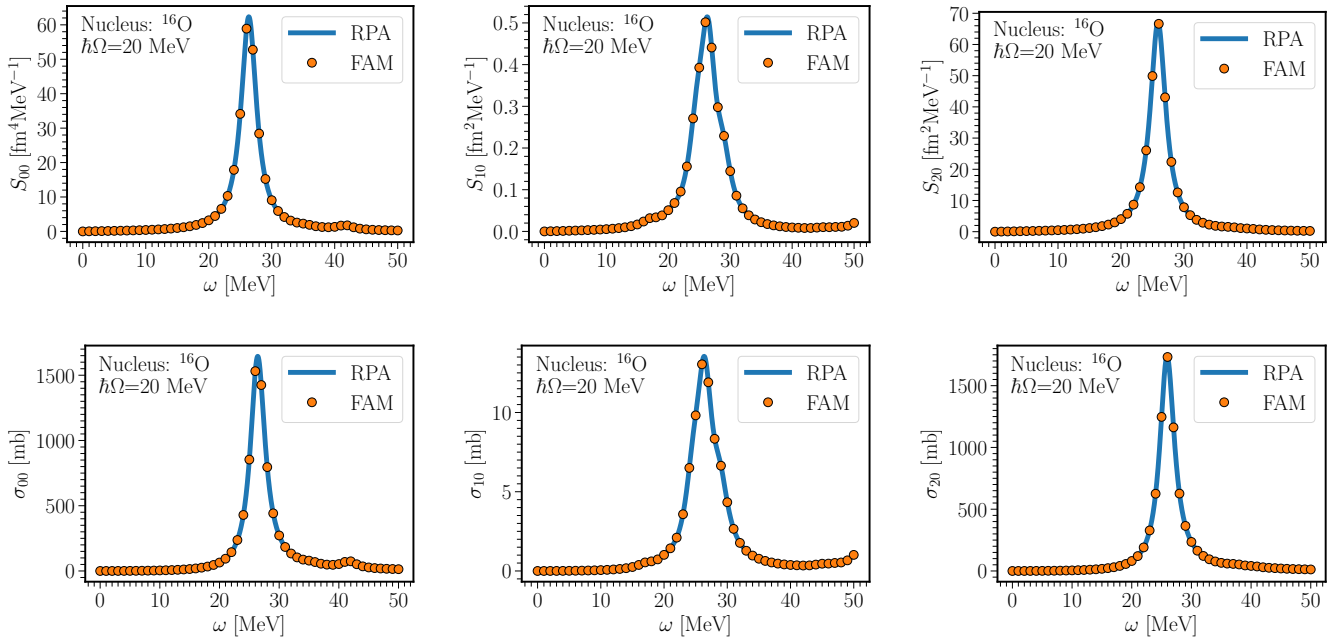 Nucleus: ¹⁶O
ℏΩ=20 MeV
RPA
FAM
S₀₀ [fm⁴MeV⁻¹]
60
50
40
30
20
10
0
0 10 20 30 40 50
ω [MeV]
Nucleus: ¹⁶O
ℏΩ=20 MeV
RPA
FAM
S₁₀ [fm²MeV⁻¹]
0.5
0.4
0.3
0.2
0.1
0.0
0 10 20 30 40 50
ω [MeV]
Nucleus: ¹⁶O
ℏΩ=20 MeV
RPA
FAM
S₂₀ [fm²MeV⁻¹]
70
60
50
40
30
20
10
0
0 10 20 30 40 50
ω [MeV]
Nucleus: ¹⁶O
ℏΩ=20 MeV
RPA
FAM
σ₀₀ [mb]
1500
1000
500
0
0 10 20 30 40 50
ω [MeV]
Nucleus: ¹⁶O
ℏΩ=20 MeV
RPA
FAM
σ₁₀ [mb]
10
5
0
0 10 20 30 40 50
ω [MeV]
Nucleus: ¹⁶O
ℏΩ=20 MeV
RPA
FAM
σ₂₀ [mb]
1500
1000
500
0
0 10 20 30 40 50
ω [MeV]